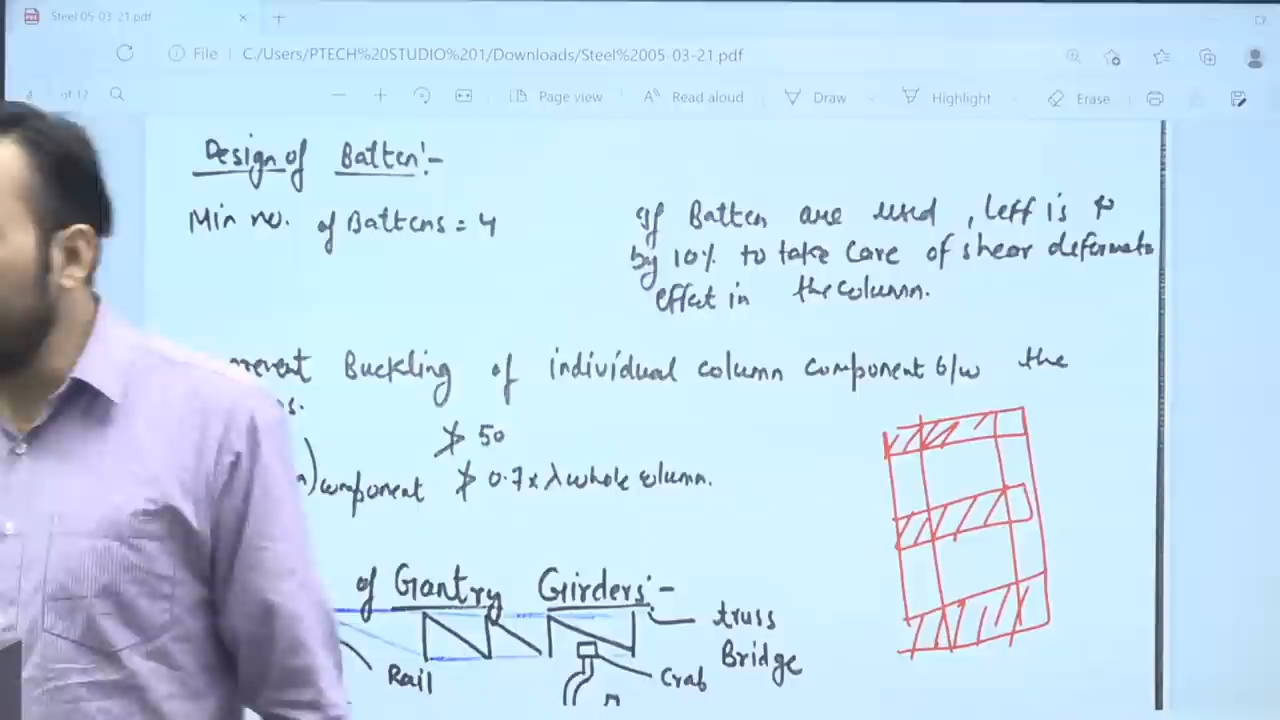 Steel 05-03-21.pdf
File C:/Users/PTECH%20STUDIO%201/Downloads/Steel%2005-03-21.pdf
4 of 12 Page view Read aloud Draw Highlight Erase
Design of Batten:-
Min no. of Battens = 4
If Batten are used, leff is ↑
by 10% to take care of shear deformato
effect in the column.
Buckling of individual column component b/w the
s.
≯ 50
component ≯ 0.7 x λ whole column.
of Gantry Girders:-
truss
Bridge
Rail
Crab